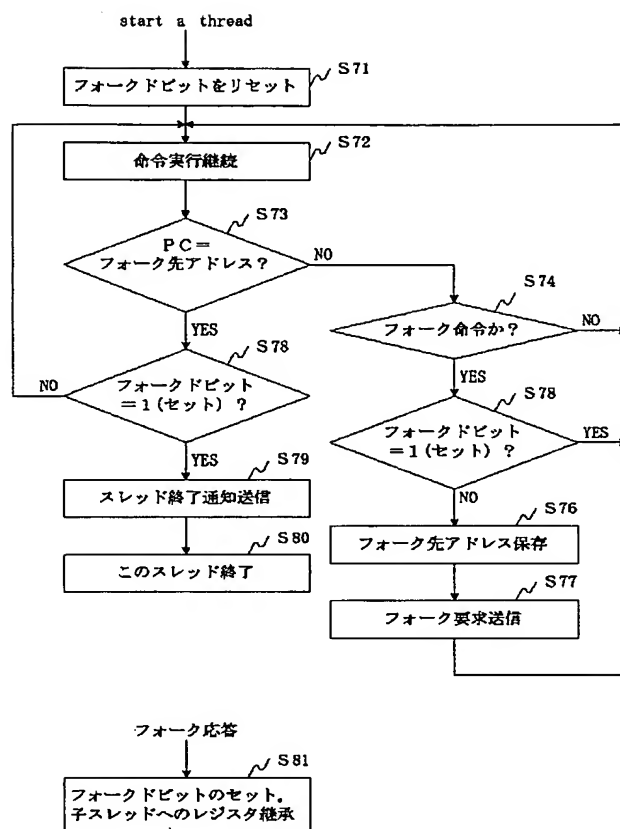 start a thread
S71
フォークドビットをリセット
S72
命令実行継続
S73
PC=
フォーク先アドレス?
NO
YES
S74
フォーク命令か?
NO
YES
S78
フォークドビット
=1(セット)?
NO
YES
S78
フォークドビット
=1(セット)?
YES
NO
S79
スレッド終了通知送信
S80
このスレッド終了
S76
フォーク先アドレス保存
S77
フォーク要求送信
フォーク応答
S81
フォークドビットのセット.
子スレッドへのレジスタ継承